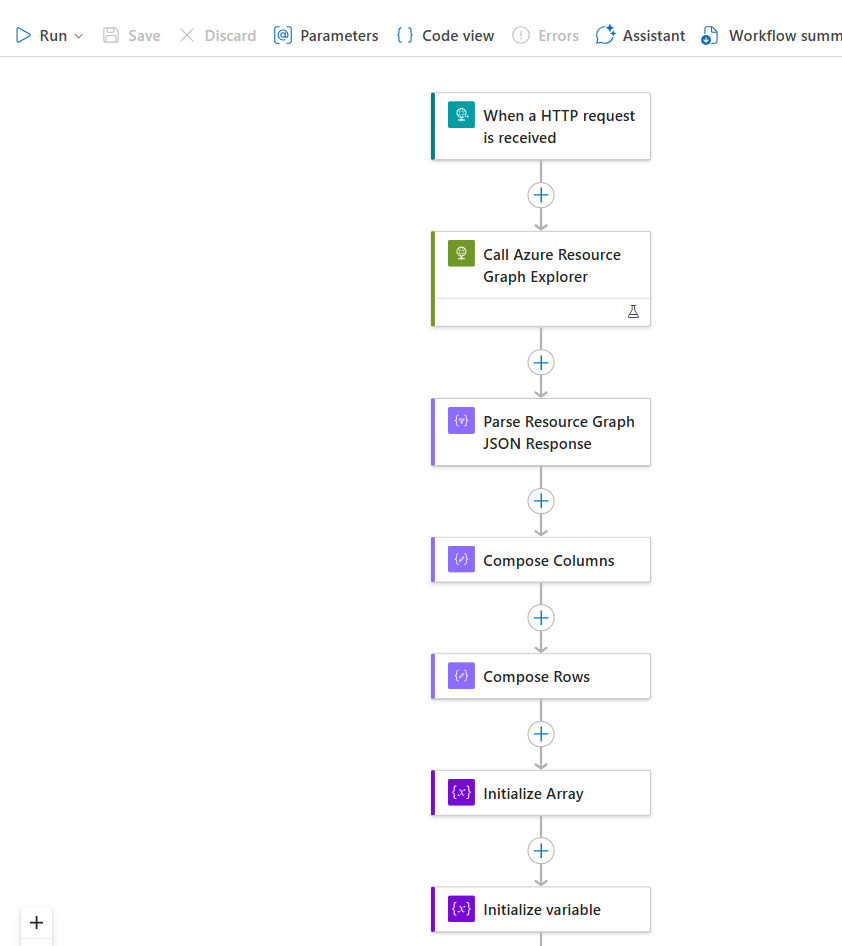 Run Save Discard Parameters Code view Errors Assistant Workflow summ
When a HTTP request
is received
Call Azure Resource
Graph Explorer
Parse Resource Graph
JSON Response
Compose Columns
Compose Rows
{x} Initialize Array
{x} Initialize variable